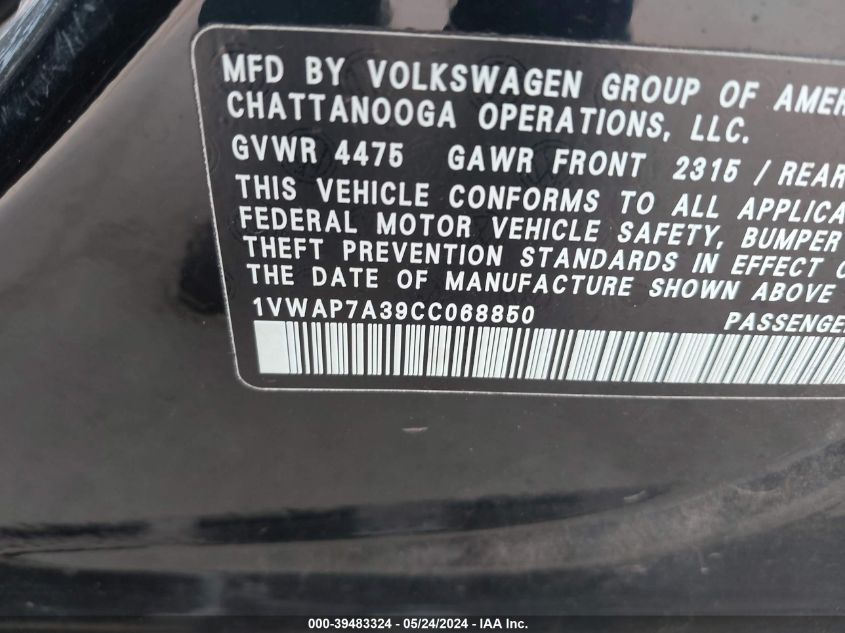 MFD BY VOLKSWAGEN GROUP OF
CHATTANOOGA OPERATIONS, LLC.
GVWR 4475 GAWR FRONT 2315 / REAR
THIS VEHICLE CONFORMS TO ALL
FEDERAL MOTOR VEHICLE SAFETY, BUMPER
THEFT PREVENTION STANDARDS IN EFFECT
THE DATE OF MANUFACTURE SHOWN ABOVE
1VWAP7A39CC068850 PASSENGE
000-39483324 | 05/24/2024 - IAA Inc.